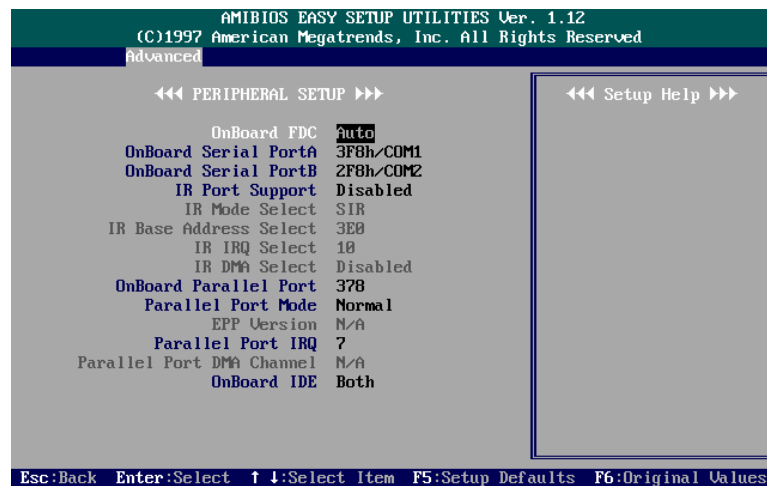 AMIBIOS EASY SETUP UTILITIES Ver. 1.12
(C)1997 American Megatrends, Inc. All Rights Reserved
Advanced
PERIPHERAL SETUP
Setup Help
OnBoard FDC Auto
OnBoard Serial PortA 3F8h/COM1
OnBoard Serial PortB 2F8h/COM2
IR Port Support Disabled
IR Mode Select SIR
IR Base Address Select 3E0
IR IRQ Select 10
IR DMA Select Disabled
OnBoard Parallel Port 378
Parallel Port Mode Normal
EPP Version N/A
Parallel Port IRQ 7
Parallel Port DMA Channel N/A
OnBoard IDE Both
Esc:Back Enter:Select ↑ ↓:Select Item F5:Setup Defaults F6:Original Values